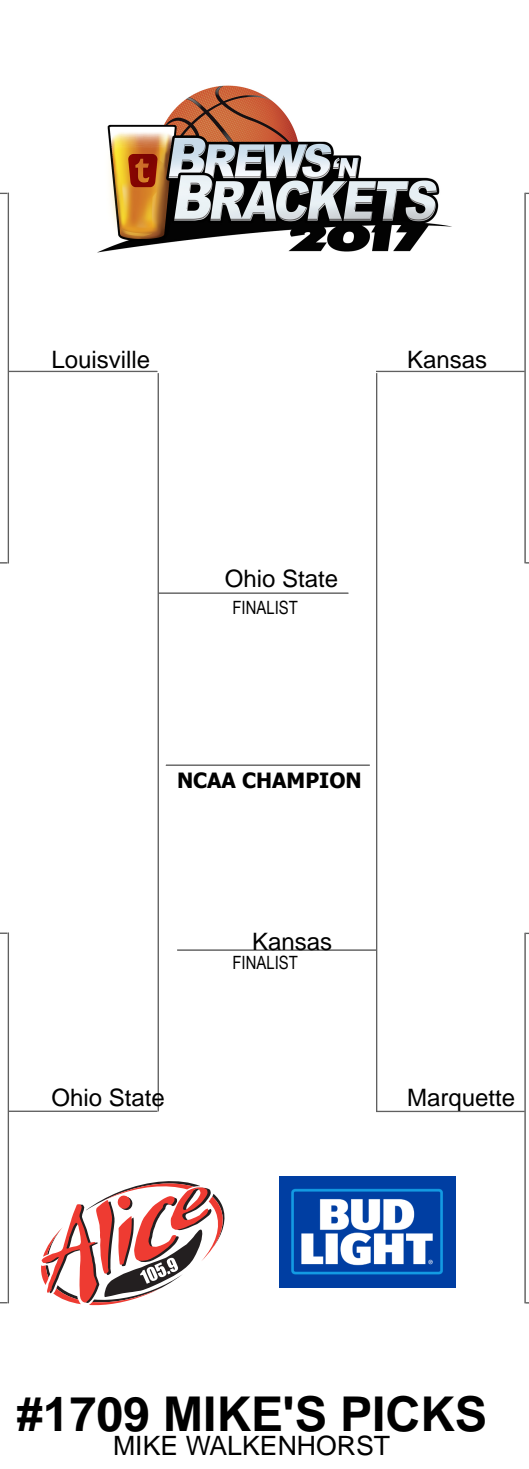 t
BREWS 'N
BRACKETS
2017
Louisville
Kansas
Ohio State
FINALIST
NCAA CHAMPION
Kansas
FINALIST
Ohio State
Marquette
Alice
105.9
BUD
LIGHT
#1709 MIKE'S PICKS
MIKE WALKENHORST